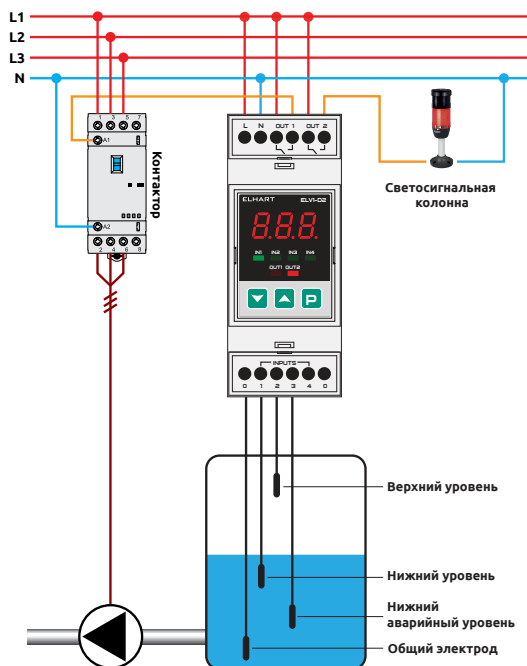 L1
L2
L3
N
1 3 5 7
A1
A2
2 4 6 8
Контактор
L N OUT 1 OUT 2
ELHART ELV1-D2
8.8.8.
IN1 IN2 IN3 IN4
OUT1 OUT2
P
INPUTS
0 1 2 3 4 0
Светосигнальная
колонна
Верхний уровень
Нижний уровень
Нижний
аварийный уровень
Общий электрод